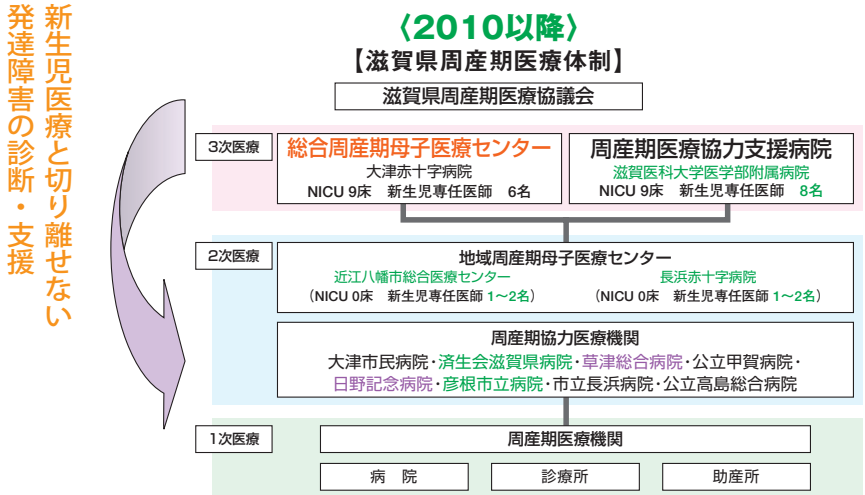 新生児医療と切り離せない
発達障害の診断・支援
〈2010以降〉
【滋賀県周産期医療体制】
滋賀県周産期医療協議会
3次医療
総合周産期母子医療センター
大津赤十字病院
NICU 9床 新生児専任医師 6名
周産期医療協力支援病院
滋賀医科大学医学部附属病院
NICU 9床 新生児専任医師 8名
2次医療
地域周産期母子医療センター
近江八幡市総合医療センター
（NICU 0床 新生児専任医師 1〜2名）
長浜赤十字病院
（NICU 0床 新生児専任医師 1〜2名）
周産期協力医療機関
大津市民病院・済生会滋賀県病院・草津総合病院・公立甲賀病院・
日野記念病院・彦根市立病院・市立長浜病院・公立高島総合病院
1次医療
周産期医療機関
病 院
診療所
助産所